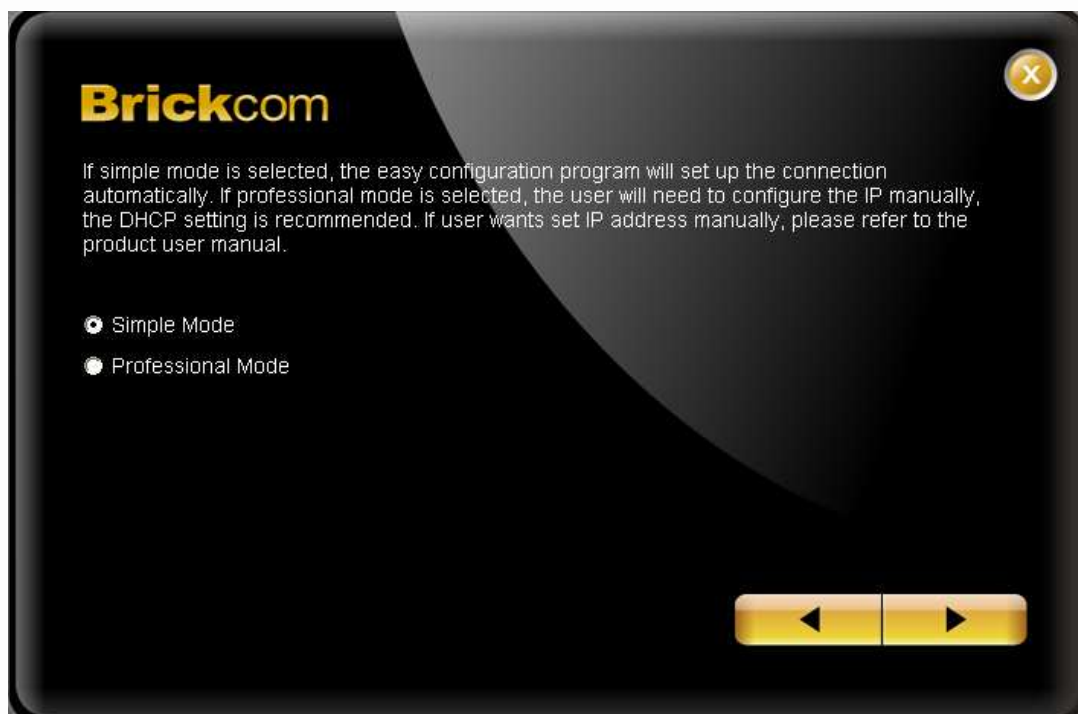 Brickcom
If simple mode is selected, the easy configuration program will set up the connection
automatically. If professional mode is selected, the user will need to configure the IP manually,
the DHCP setting is recommended. If user wants set IP address manually, please refer to the
product user manual.
Simple Mode
Professional Mode